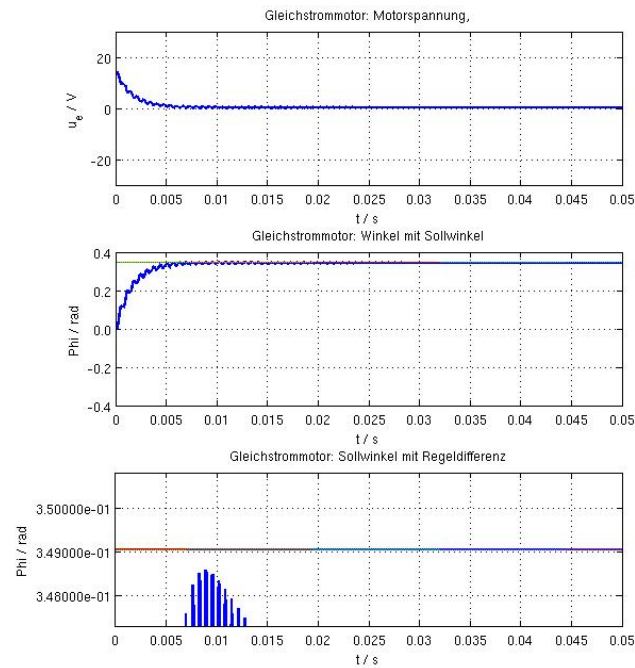 Gleichstrommotor: Motorspannung,
20
0
-20
u_e / V
0 0.005 0.01 0.015 0.02 0.025 0.03 0.035 0.04 0.045 0.05
t / s
Gleichstrommotor: Winkel mit Sollwinkel
0.4
0.2
0.0
-0.2
-0.4
Phi / rad
0 0.005 0.01 0.015 0.02 0.025 0.03 0.035 0.04 0.045 0.05
t / s
Gleichstrommotor: Sollwinkel mit Regeldifferenz
3.50000e-01
3.49000e-01
3.48000e-01
Phi / rad
0 0.005 0.01 0.015 0.02 0.025 0.03 0.035 0.04 0.045 0.05
t / s